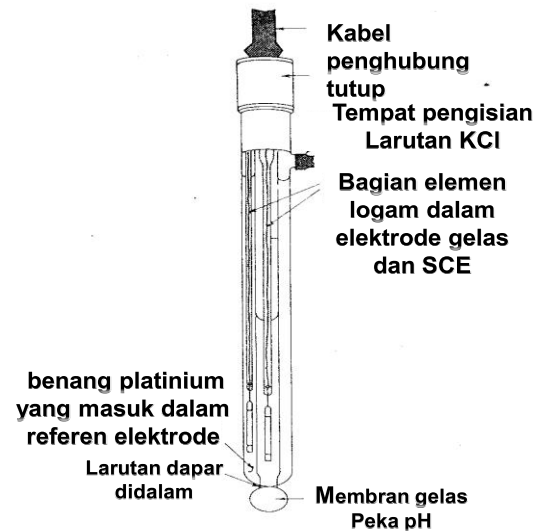 Kabel
penghubung
tutup
Tempat pengisian
Larutan KCl
Bagian elemen
logam dalam
elektrode gelas
dan SCE
benang platinium
yang masuk dalam
referen elektrode
Larutan dapar
didalam
Membran gelas
Peka pH